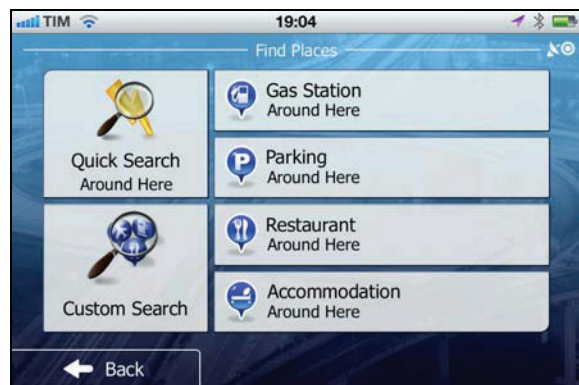 TIM
19:04
Find Places
Quick Search
Around Here
Custom Search
Gas Station
Around Here
P
Parking
Around Here
Restaurant
Around Here
Accommodation
Around Here
Back